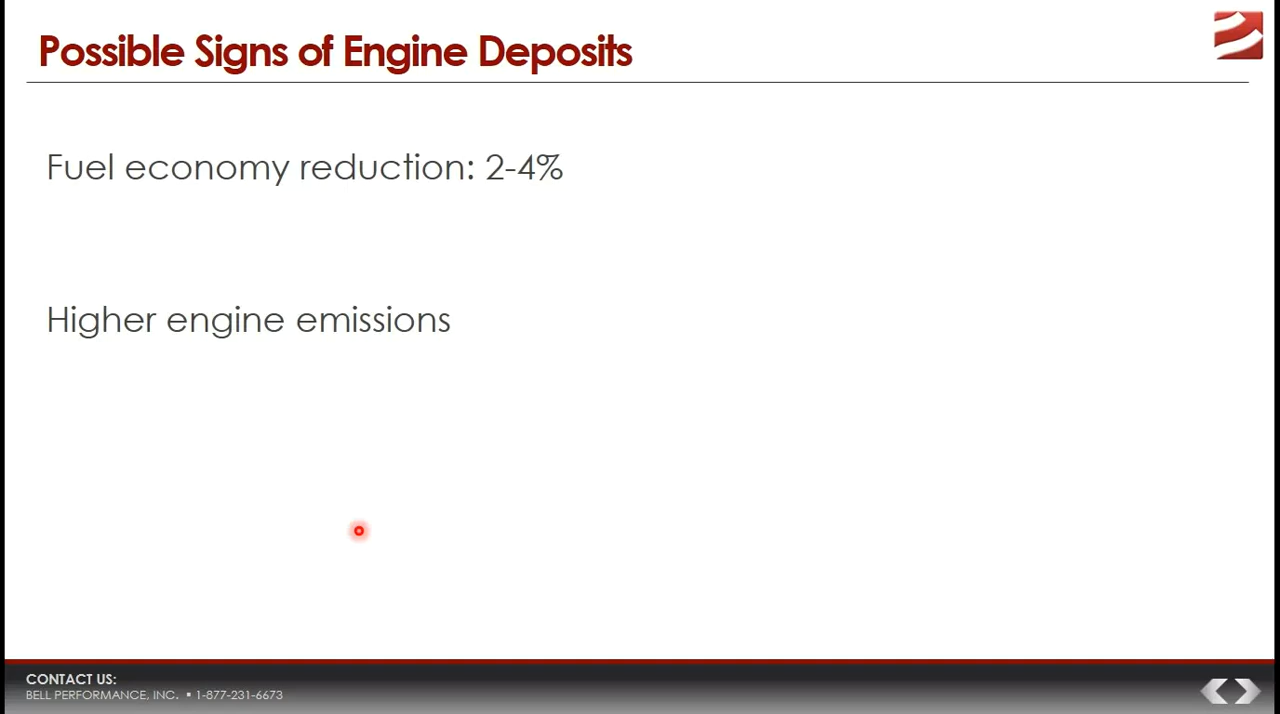 Possible Signs of Engine Deposits
Fuel economy reduction: 2-4%
Higher engine emissions
CONTACT US:
BELL PERFORMANCE, INC. ▪ 1-877-231-6673